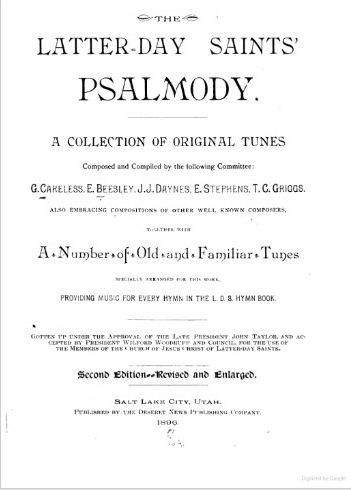 THE
LATTER-DAY SAINTS'
PSALMODY.
A COLLECTION OF ORIGINAL TUNES
Composed and Compiled by the following Committee:
G. CARELESS, E. BEESLEY, J. J. DAYNES, E. STEPHENS, T. C. GRIGGS.
ALSO EMBRACING COMPOSITIONS OF OTHER WELL KNOWN COMPOSERS,
TOGETHER WITH
A Number of Old and Familiar Tunes
SPECIALLY ARRANGED FOR THIS WORK,
PROVIDING MUSIC FOR EVERY HYMN IN THE L. D. S. HYMN BOOK.
GOTTEN UP UNDER THE APPROVAL OF THE LATE PRESIDENT JOHN TAYLOR, AND AC-
CEPTED BY PRESIDENT WILFORD WOODRUFF AND COUNCIL, FOR THE USE OF
THE MEMBERS OF THE CHURCH OF JESUS CHRIST OF LATTER-DAY SAINTS.
Second Edition--Revised and Enlarged.
SALT LAKE CITY, UTAH.
PUBLISHED BY THE DESERET NEWS PUBLISHING COMPANY.
1896.
Digitized by Google